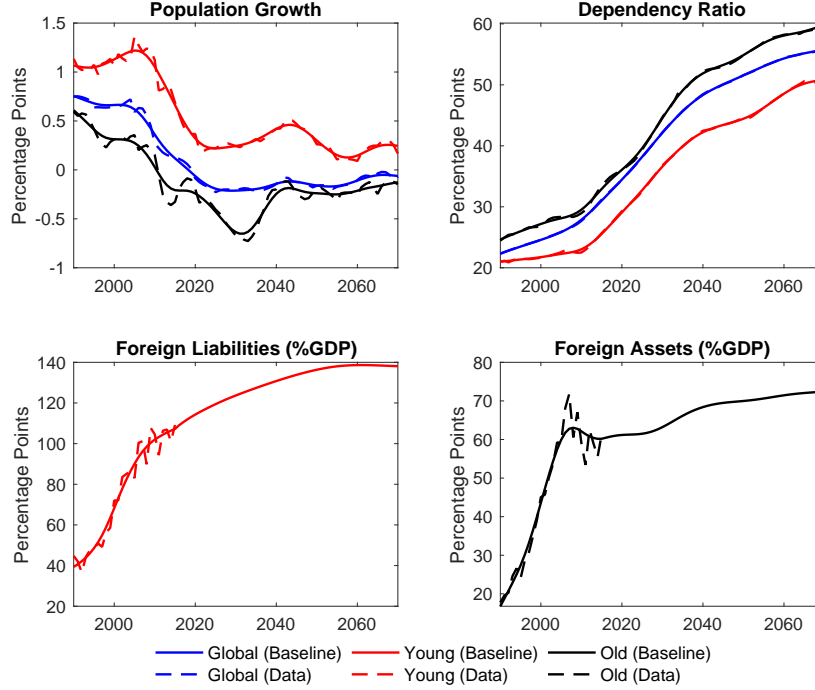 Population Growth
Dependency Ratio
1.5
1
0.5
0
-0.5
-1
Percentage Points
2000 2020 2040 2060
60
50
40
30
20
Percentage Points
2000 2020 2040 2060
Foreign Liabilities (%GDP)
Foreign Assets (%GDP)
140
120
100
80
60
40
20
Percentage Points
2000 2020 2040 2060
80
70
60
50
40
30
20
Percentage Points
2000 2020 2040 2060
Global (Baseline) Young (Baseline) Old (Baseline)
Global (Data) Young (Data) Old (Data)